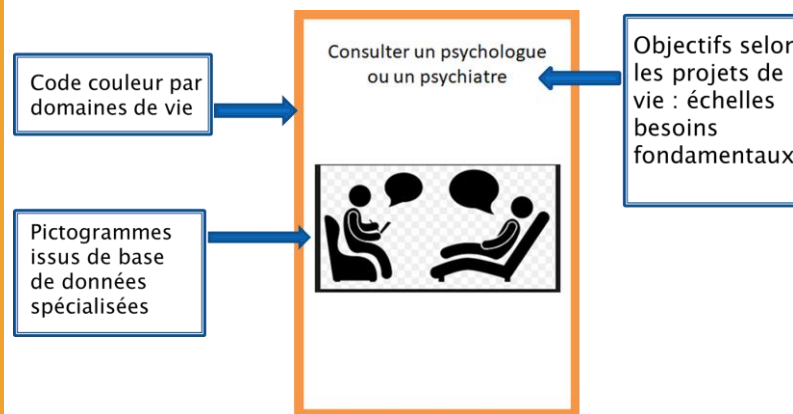 Code couleur par
domaines de vie
Pictogrammes
issus de base
de données
spécialisées
Consulter un psychologue
ou un psychiatre
Objectifs selon
les projets de
vie : échelles
besoins
fondamentaux